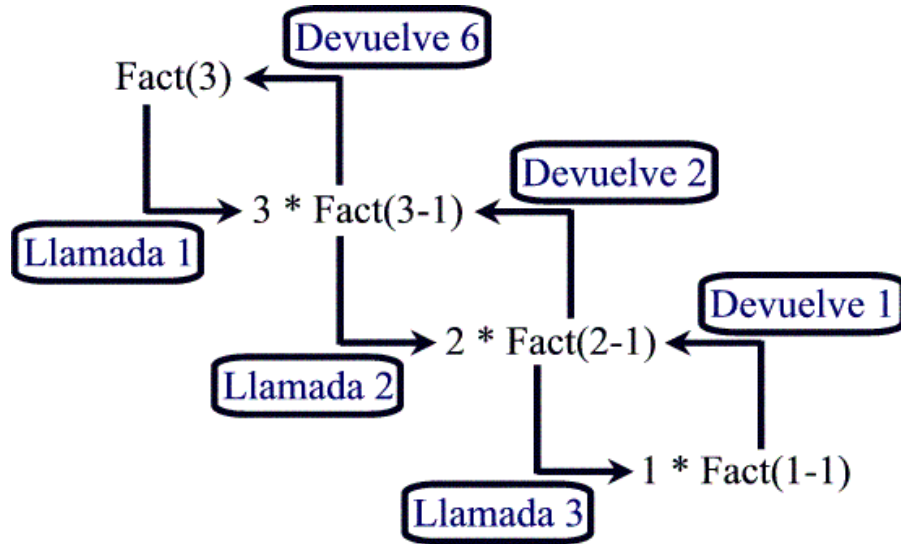 Devuelve 6
Fact(3)
Devuelve 2
3 * Fact(3-1)
Llamada 1
Devuelve 1
2 * Fact(2-1)
Llamada 2
1 * Fact(1-1)
Llamada 3